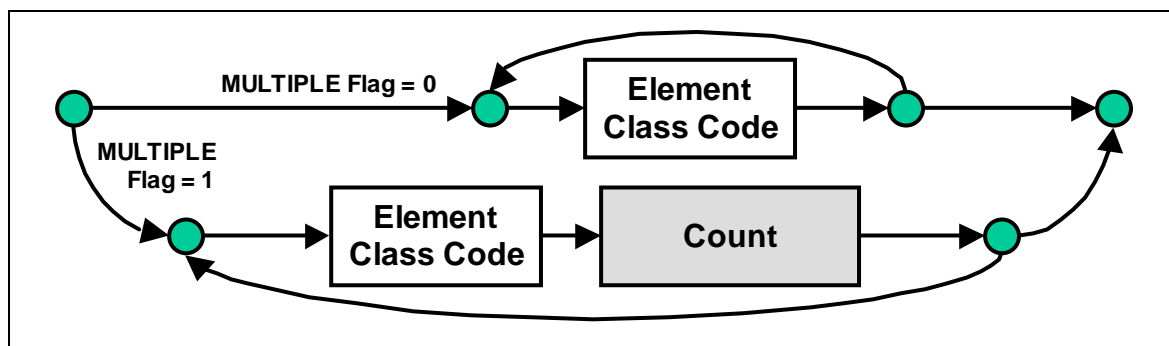 MULTIPLE Flag = 0
Element
Class Code
MULTIPLE
Flag = 1
Element
Class Code
Count